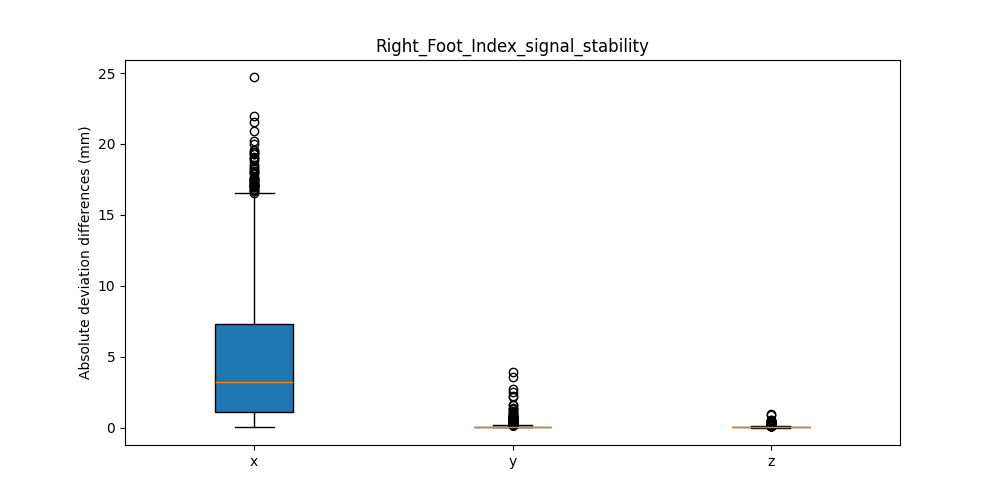 Right_Foot_Index_signal_stability
Absolute deviation differences (mm)
25
20
15
10
5
0
x y z